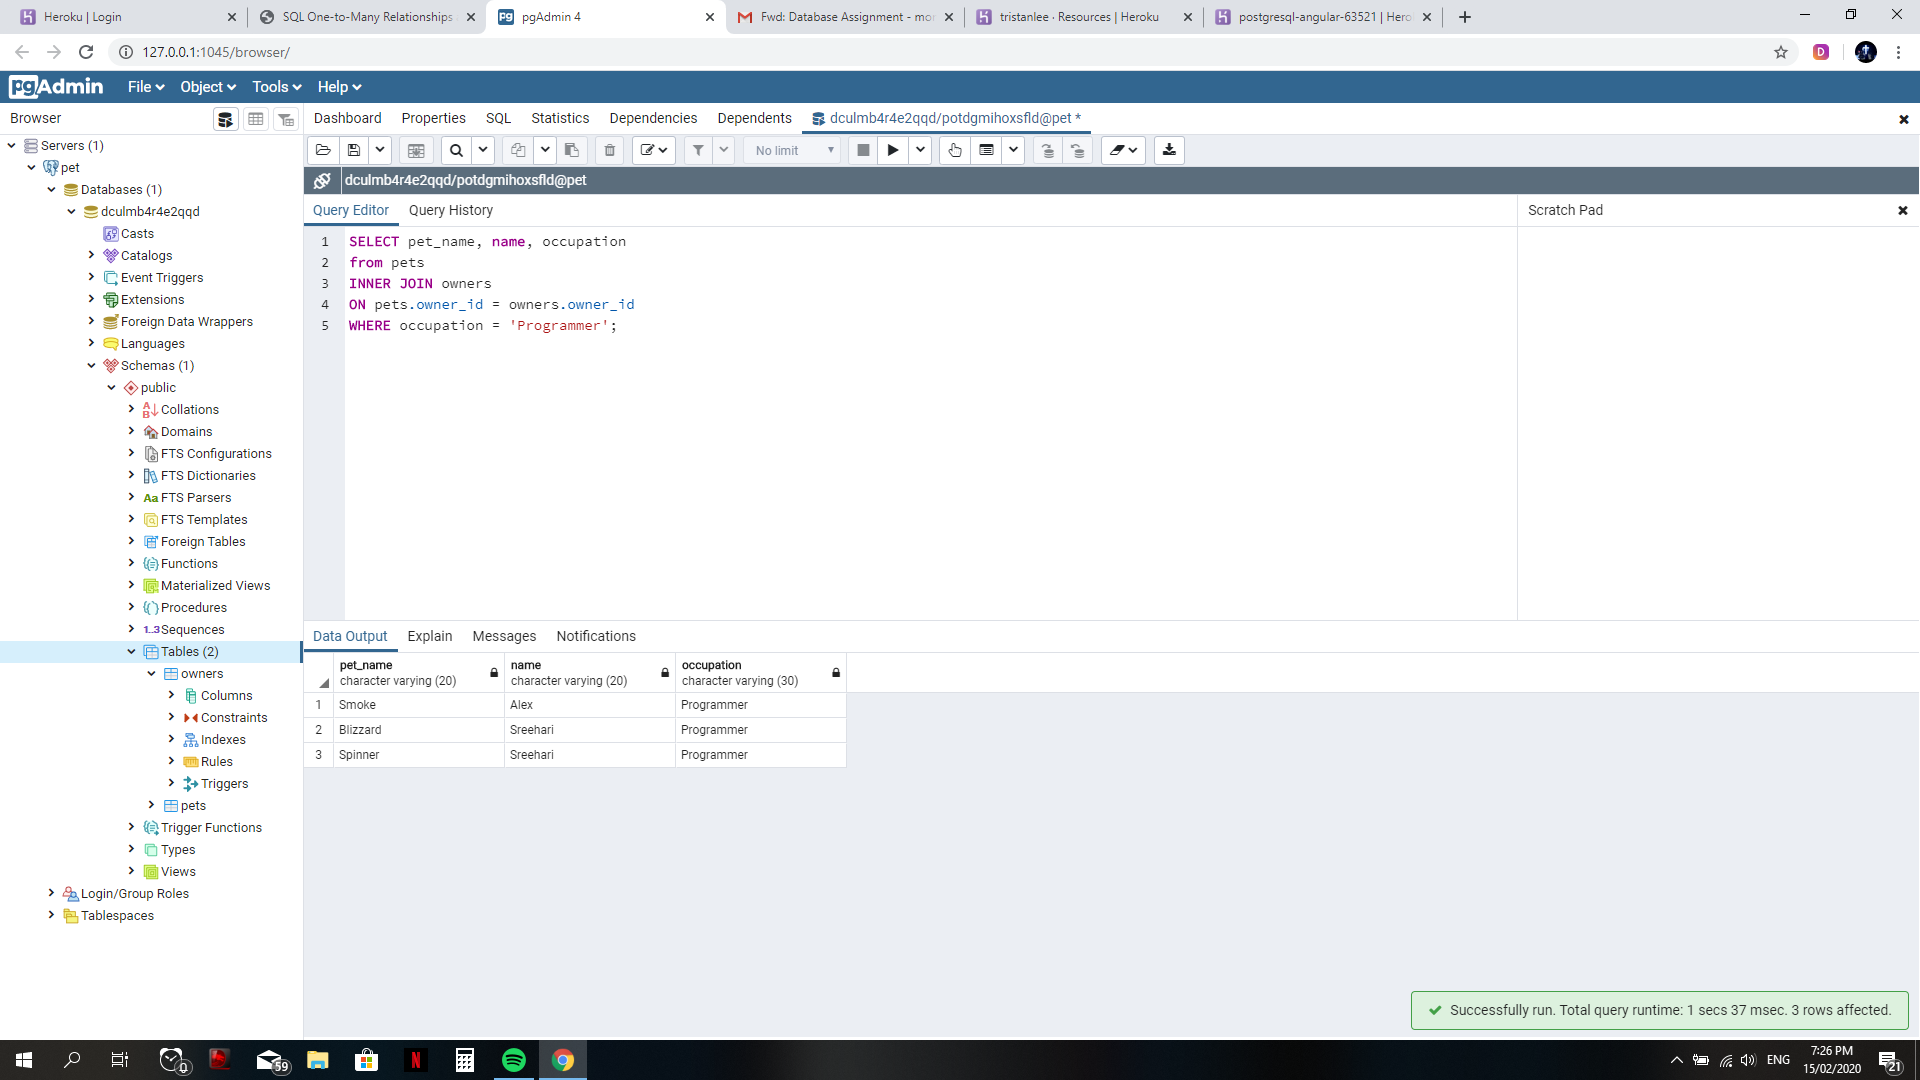 Heroku | Login
SQL One-to-Many Relationships
pgAdmin 4
Fwd: Database Assignment - mor
tristanlee · Resources | Heroku
postgresql-angular-63521 | Hero
127.0.0.1:1045/browser/
pgAdmin
File
Object
Tools
Help
Browser
Dashboard
Properties
SQL
Statistics
Dependencies
Dependents
dculmb4r4e2qqd/potdgmihoxsfld@pet *
No limit
dculmb4r4e2qqd/potdgmihoxsfld@pet
Servers (1)
pet
Databases (1)
dculmb4r4e2qqd
Casts
Catalogs
Event Triggers
Extensions
Foreign Data Wrappers
Languages
Schemas (1)
public
Collations
Domains
FTS Configurations
FTS Dictionaries
Aa FTS Parsers
FTS Templates
Foreign Tables
Functions
Materialized Views
Procedures
1..3 Sequences
Tables (2)
owners
Columns
Constraints
Indexes
Rules
Triggers
pets
Trigger Functions
Types
Views
Login/Group Roles
Tablespaces
Query Editor
Query History
Scratch Pad
1 SELECT pet_name, name, occupation
2 from pets
3 INNER JOIN owners
4 ON pets.owner_id = owners.owner_id
5 WHERE occupation = 'Programmer';
Data Output
Explain
Messages
Notifications
pet_name name occupation
character varying (20) character varying (20) character varying (30)
1 Smoke Alex Programmer
2 Blizzard Sreehari Programmer
3 Spinner Sreehari Programmer
Successfully run. Total query runtime: 1 secs 37 msec. 3 rows affected.
59
ENG
7:26 PM
15/02/2020
21